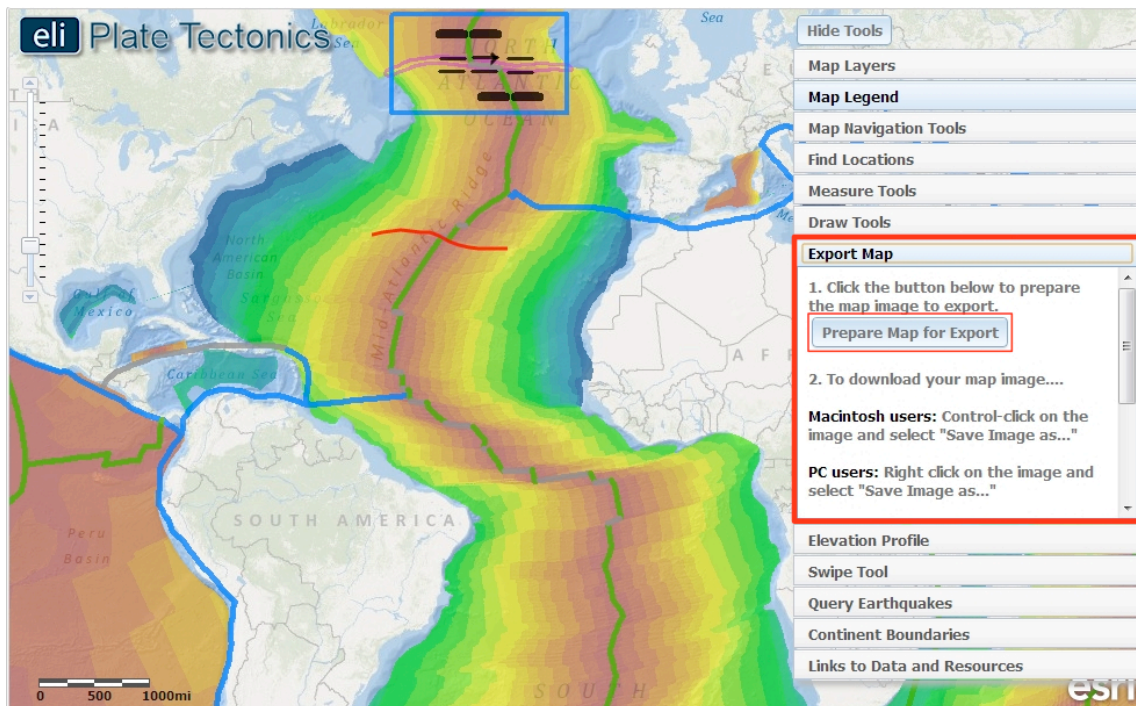 eli Plate Tectonics
Labrador
Sea
Sea
NORTH
ATLANTIC
OCEAN
Mid-Atlantic Ridge
North
American
Basin
Sargasso
Sea
Gulf of
Mexico
Caribbean Sea
AFR
SOUTH AMERICA
Peru
Basin
SOUTH
0 500 1000mi
Hide Tools
Map Layers
Map Legend
Map Navigation Tools
Find Locations
Measure Tools
Draw Tools
Export Map
1. Click the button below to prepare
the map image to export.
Prepare Map for Export
2. To download your map image....
Macintosh users: Control-click on the
image and select "Save Image as..."
PC users: Right click on the image and
select "Save Image as..."
Elevation Profile
Swipe Tool
Query Earthquakes
Continent Boundaries
Links to Data and Resources
esri